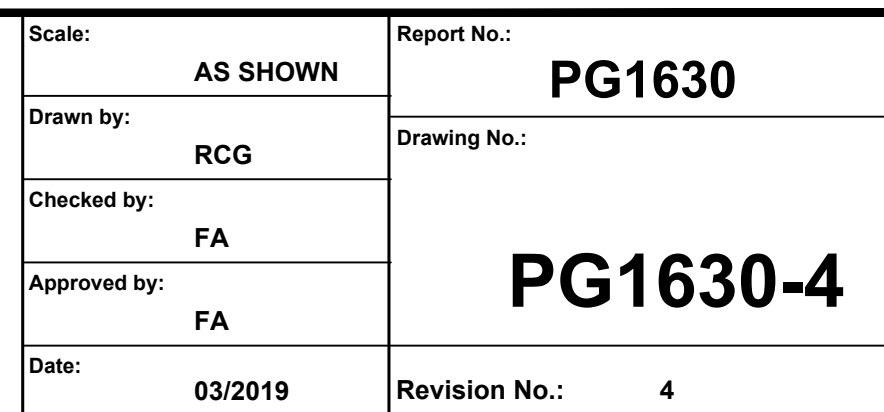 Scale:
AS SHOWN
Drawn by:
RCG
Checked by:
FA
Approved by:
FA
Date:
03/2019
Report No.:
PG1630
Drawing No.:
PG1630-4
Revision No.: 4